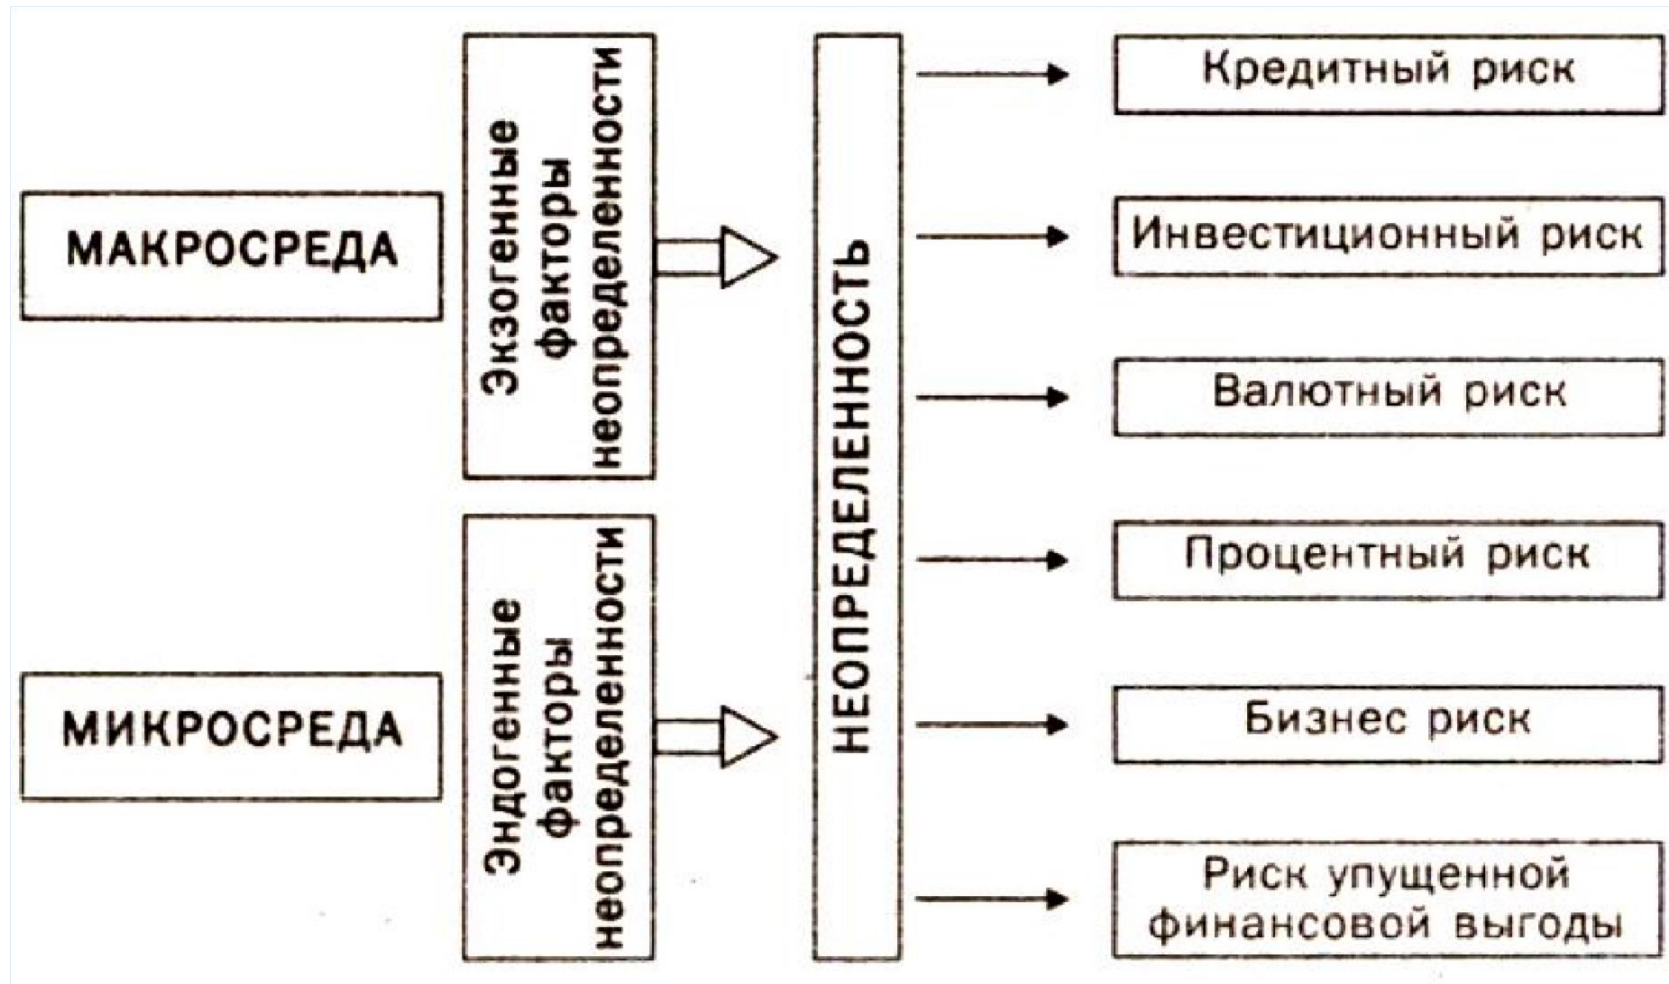 МАКРОСРЕДА
Экзогенные
факторы
неопределенности
МИКРОСРЕДА
Эндогенные
факторы
неопределенности
НЕОПРЕДЕЛЕННОСТЬ
Кредитный риск
Инвестиционный риск
Валютный риск
Процентный риск
Бизнес риск
Риск упущенной
финансовой выгоды